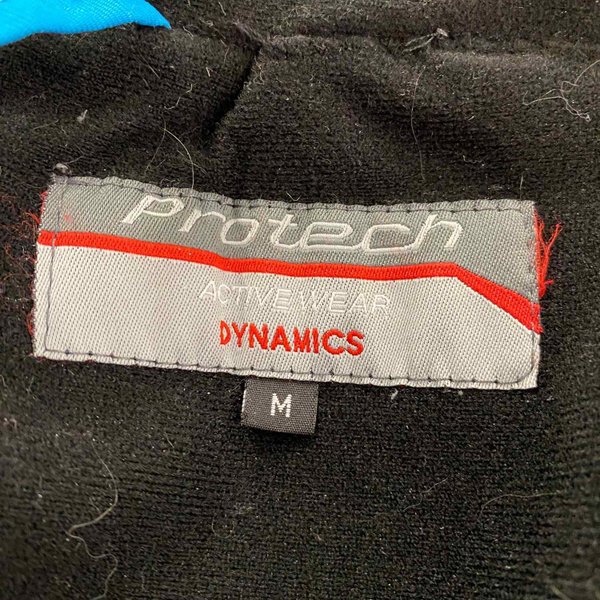 Protech
ACTIVE WEAR
DYNAMICS
M